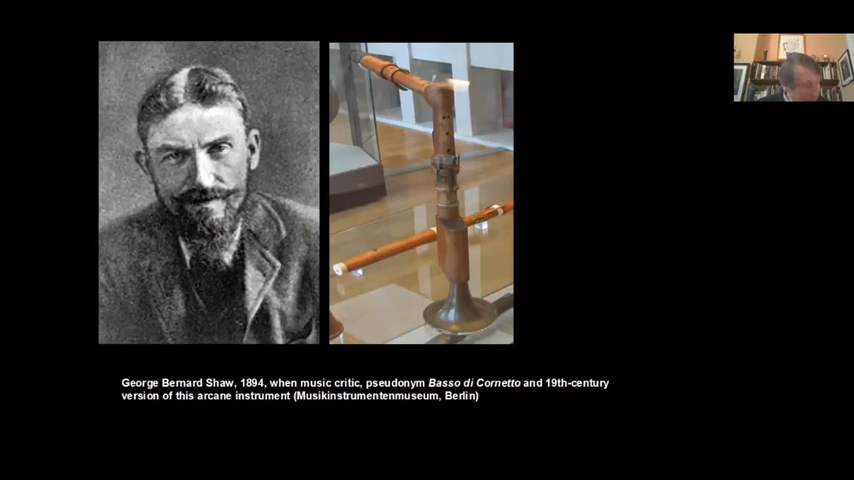 George Bernard Shaw, 1894, when music critic, pseudonym Basso di Cornetto and 19th-century
version of this arcane instrument (Musikinstrumentenmuseum, Berlin)